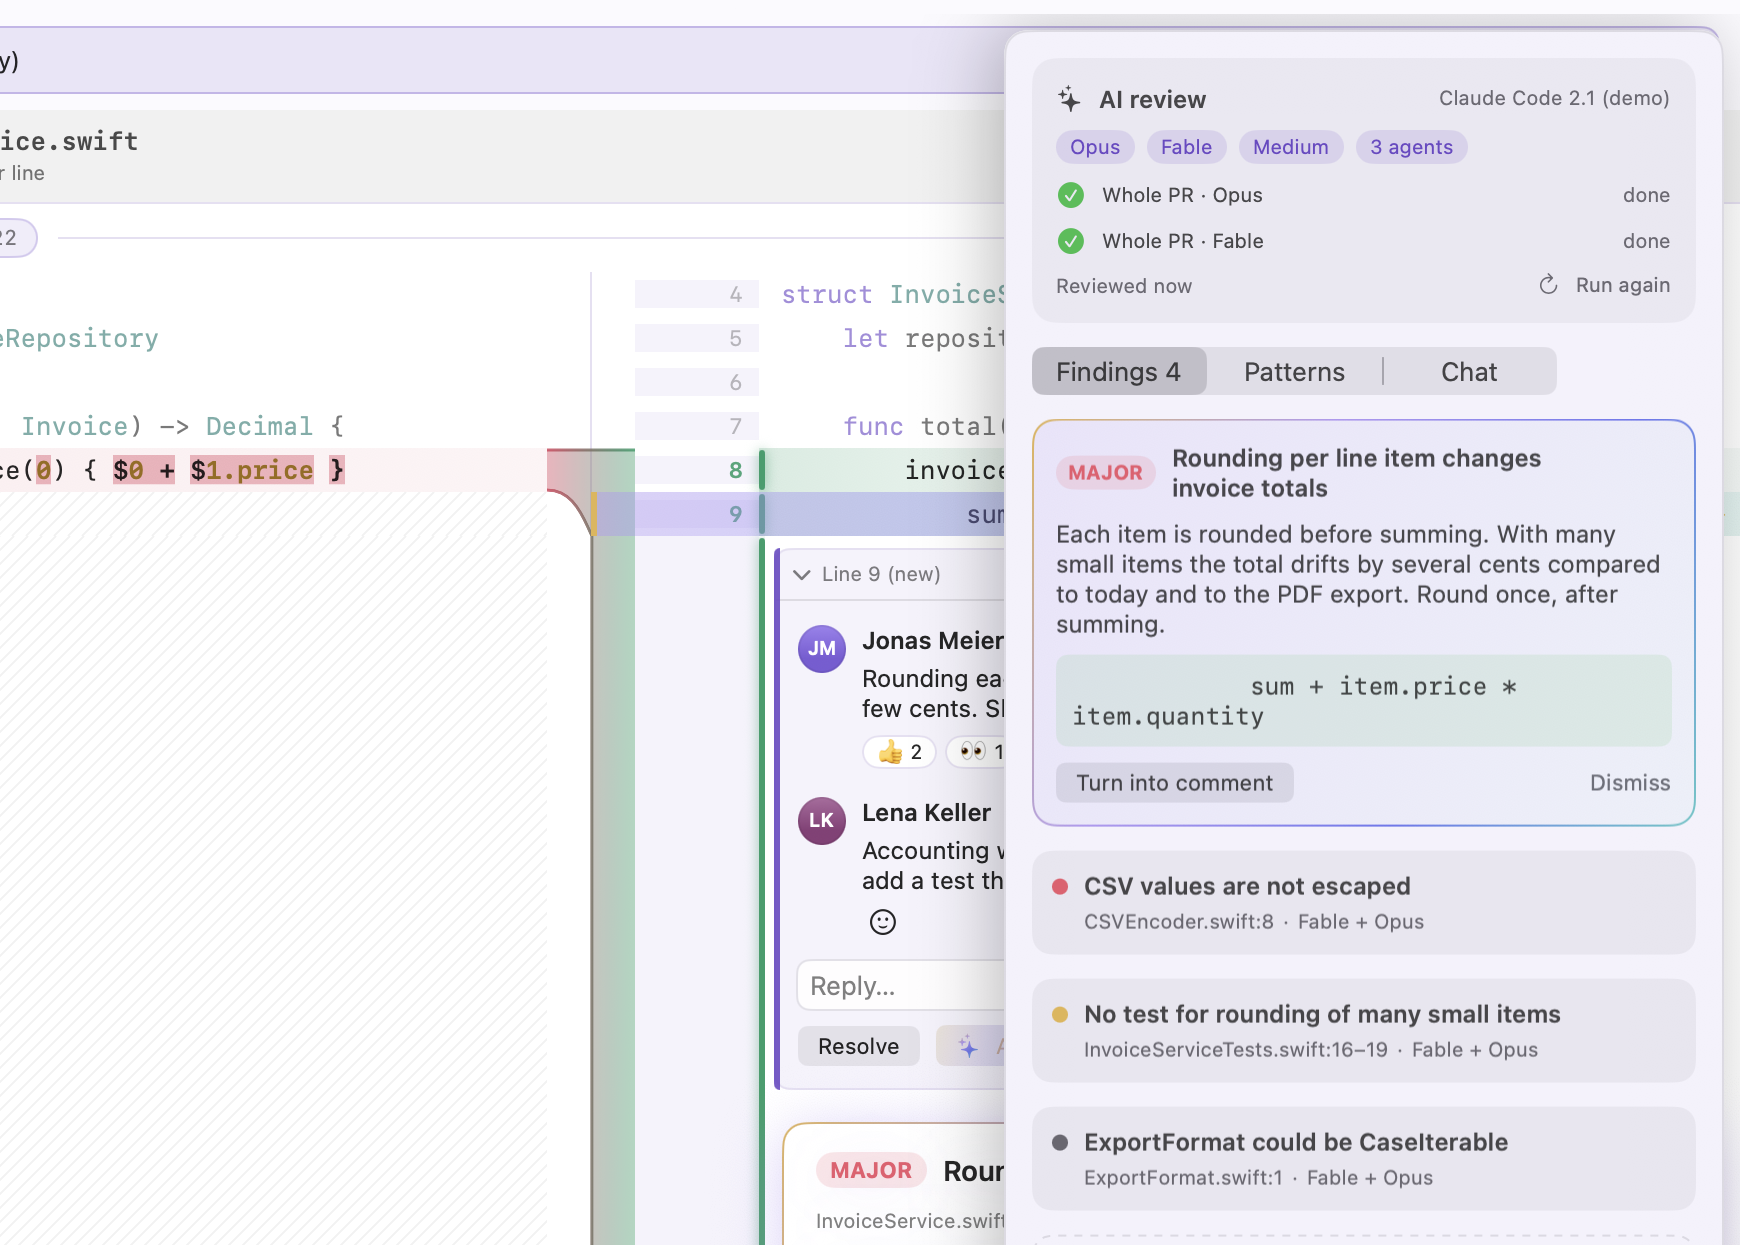 y)
ice.swift
r line
22
eRepository
Invoice) -> Decimal {
ce(0) { $0 + $1.price }
4 struct InvoiceS
5 let reposit
6
7 func total(
8 invoice
9 sum
Line 9 (new)
JM Jonas Meier
Rounding ea
few cents. Sh
👍 2 👀 1
LK Lena Keller
Accounting w
add a test th
Reply...
Resolve
MAJOR Roun
InvoiceService.swift
AI review Claude Code 2.1 (demo)
Opus Fable Medium 3 agents
Whole PR · Opus done
Whole PR · Fable done
Reviewed now Run again
Findings 4 Patterns Chat
MAJOR Rounding per line item changes
invoice totals
Each item is rounded before summing. With many
small items the total drifts by several cents compared
to today and to the PDF export. Round once, after
summing.
sum + item.price *
item.quantity
Turn into comment Dismiss
CSV values are not escaped
CSVEncoder.swift:8 · Fable + Opus
No test for rounding of many small items
InvoiceServiceTests.swift:16–19 · Fable + Opus
ExportFormat could be CaseIterable
ExportFormat.swift:1 · Fable + Opus